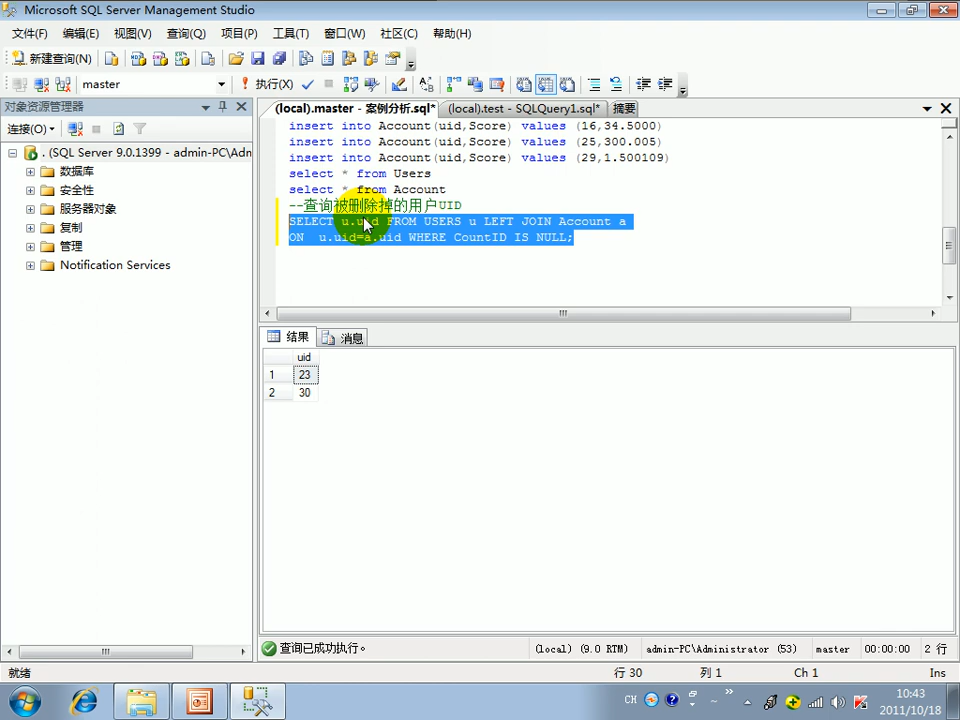 Microsoft SQL Server Management Studio
文件(F) 编辑(E) 视图(V) 查询(Q) 项目(P) 工具(T) 窗口(W) 社区(C) 帮助(H)
新建查询(N)
master 执行(X)
对象资源管理器
连接(O)
. (SQL Server 9.0.1399 - admin-PC\Adn
数据库
安全性
服务器对象
复制
管理
Notification Services
(local).master - 案例分析.sql* (local).test - SQLQuery1.sql* 摘要
insert into Account(uid,Score) values (16,34.5000)
insert into Account(uid,Score) values (25,300.005)
insert into Account(uid,Score) values (29,1.500109)
select * from Users
select * from Account
--查询被删除掉的用户UID
SELECT u.uid FROM USERS u LEFT JOIN Account a
ON u.uid=a.uid WHERE CountID IS NULL;
结果 消息
uid
1 23
2 30
查询已成功执行。 (local) (9.0 RTM) admin-PC\Administrator (53) master 00:00:00 2 行
就绪 行 30 列 1 Ch 1 Ins
CH 10:43
2011/10/18